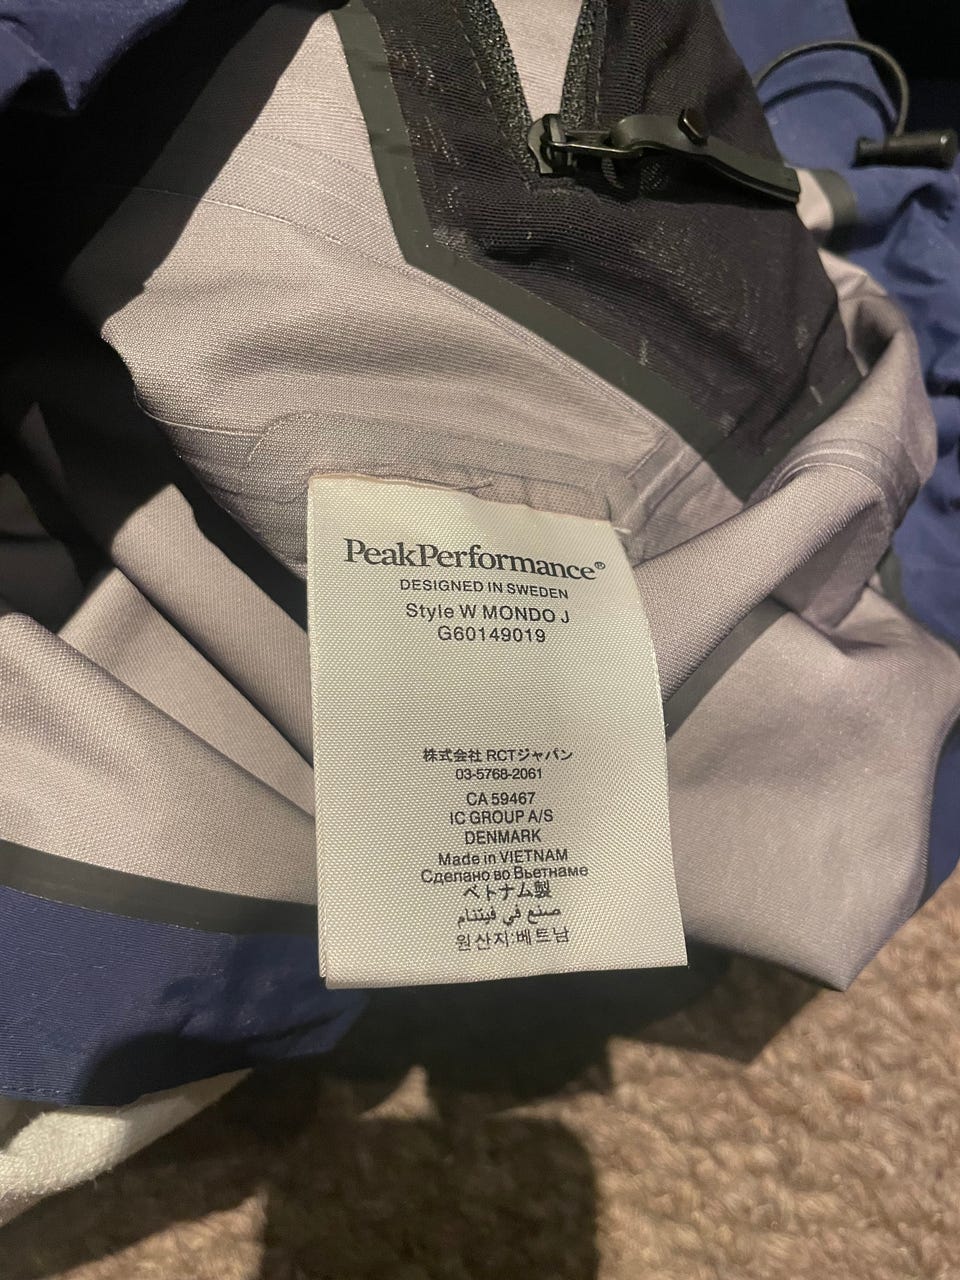 PeakPerformance®
DESIGNED IN SWEDEN
Style W MONDO J
G60149019
株式会社 RCTジャパン
03-5768-2061
CA 59467
IC GROUP A/S
DENMARK
Made in VIETNAM
Сделано во Вьетнаме
ベトナム製
صنع في فيتنام
원산지:베트남